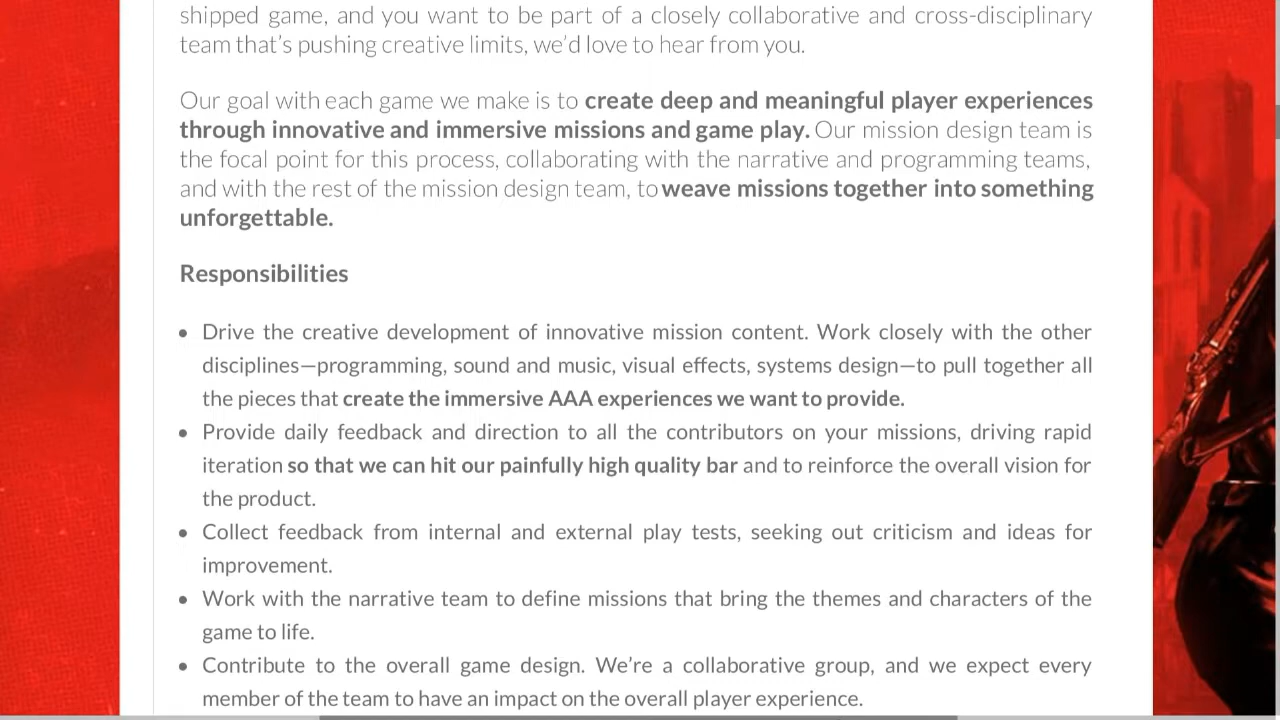 shipped game, and you want to be part of a closely collaborative and cross-disciplinary
team that's pushing creative limits, we'd love to hear from you.
Our goal with each game we make is to create deep and meaningful player experiences
through innovative and immersive missions and game play. Our mission design team is
the focal point for this process, collaborating with the narrative and programming teams,
and with the rest of the mission design team, to weave missions together into something
unforgettable.
Responsibilities
• Drive the creative development of innovative mission content. Work closely with the other
disciplines—programming, sound and music, visual effects, systems design—to pull together all
the pieces that create the immersive AAA experiences we want to provide.
• Provide daily feedback and direction to all the contributors on your missions, driving rapid
iteration so that we can hit our painfully high quality bar and to reinforce the overall vision for
the product.
• Collect feedback from internal and external play tests, seeking out criticism and ideas for
improvement.
• Work with the narrative team to define missions that bring the themes and characters of the
game to life.
• Contribute to the overall game design. We're a collaborative group, and we expect every
member of the team to have an impact on the overall player experience.